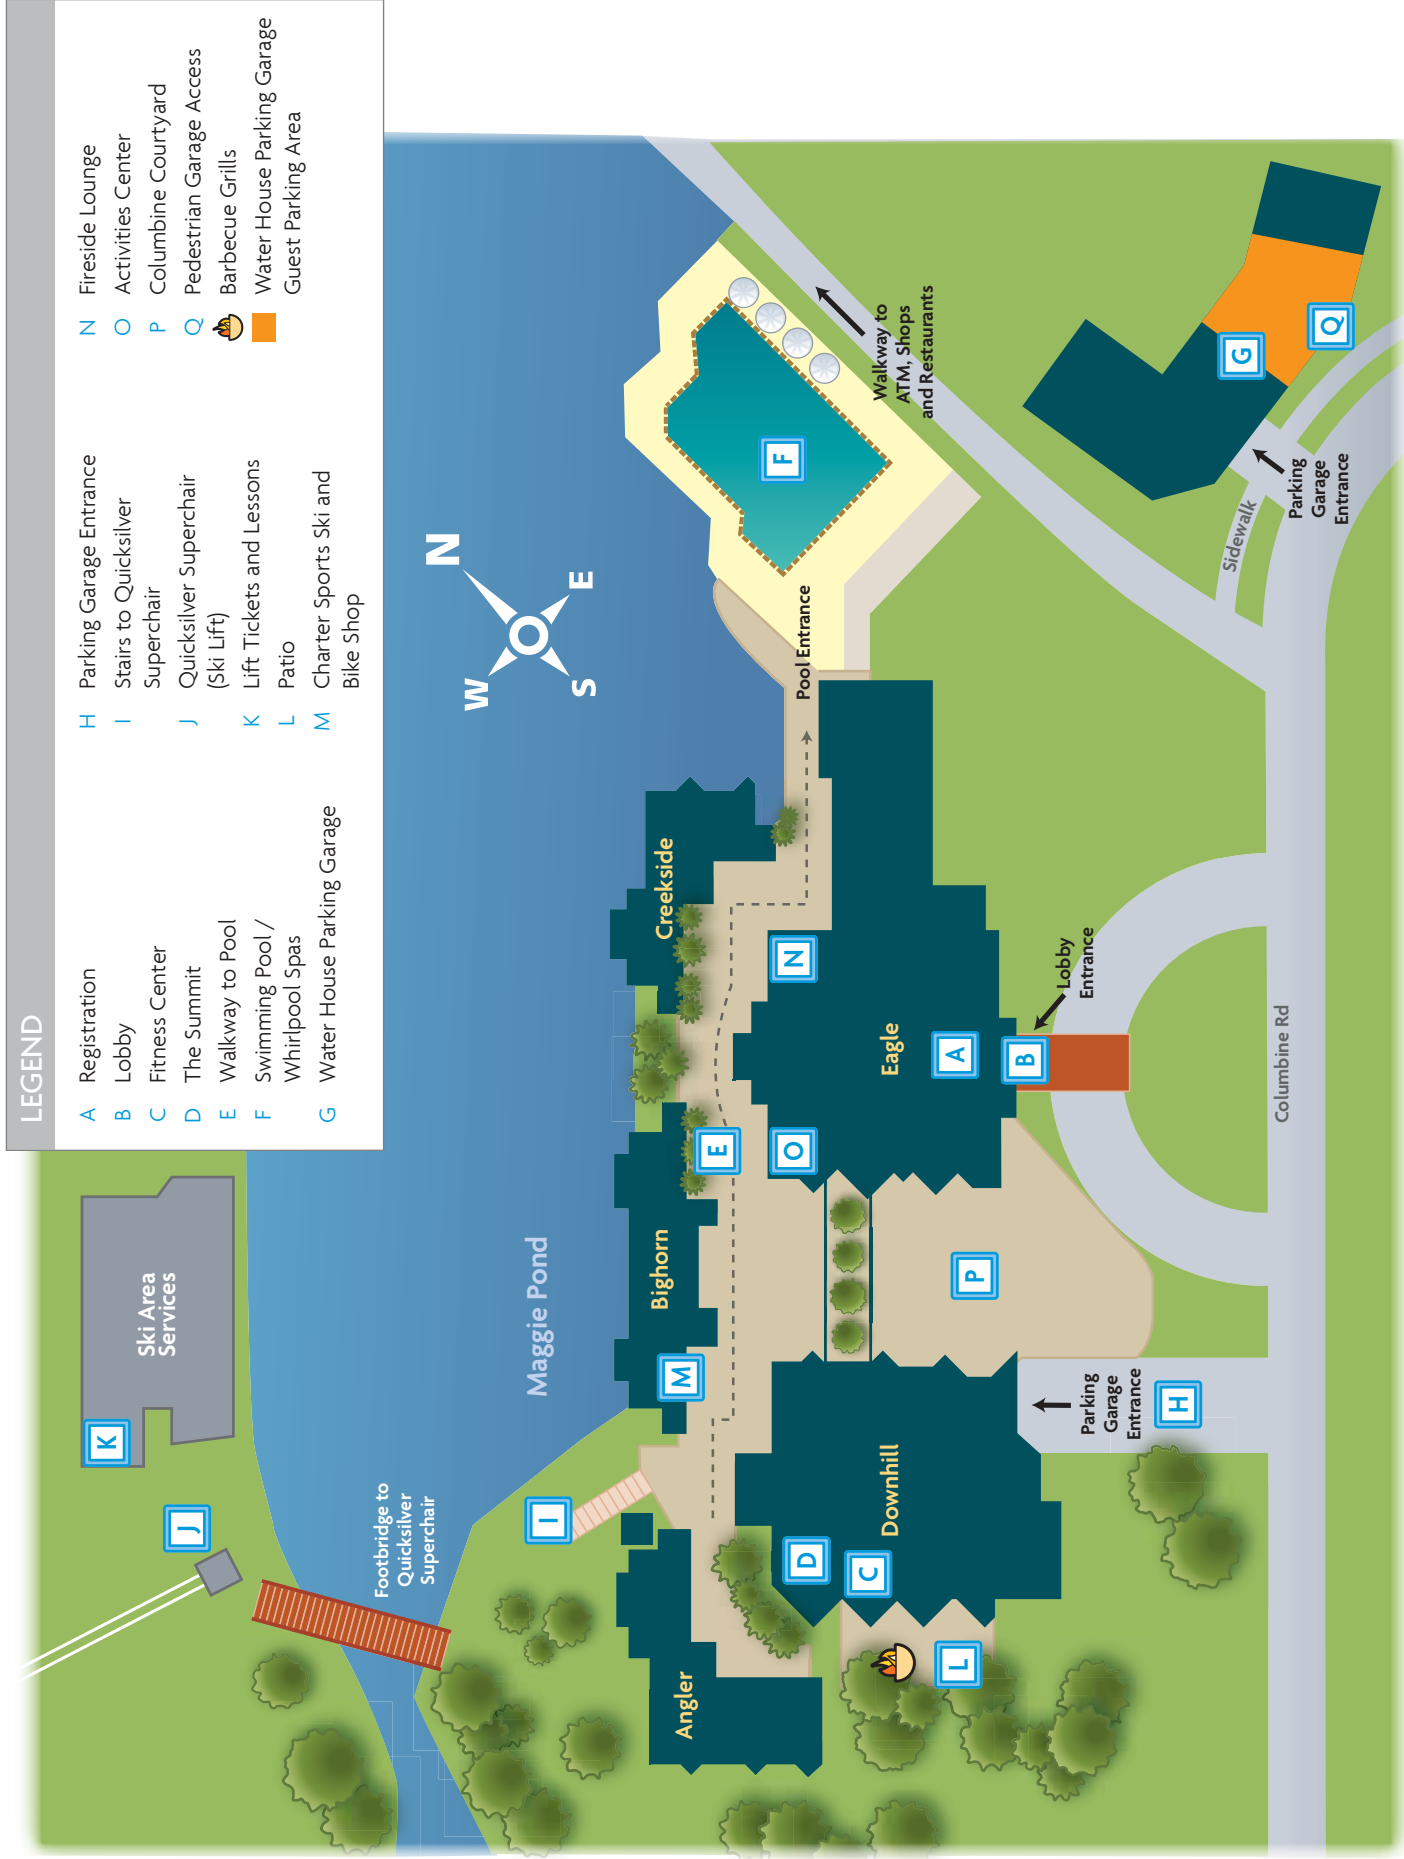 LEGEND
A Registration
B Lobby
C Fitness Center
D The Summit
E Walkway to Pool
F Swimming Pool /
Whirlpool Spas
G Water House Parking Garage
H Parking Garage Entrance
I Stairs to Quicksilver
Superchair
J Quicksilver Superchair
(Ski Lift)
K Lift Tickets and Lessons
L Patio
M Charter Sports Ski and
Bike Shop
N Fireside Lounge
O Activities Center
P Columbine Courtyard
Q Pedestrian Garage Access
Barbecue Grills
Water House Parking Garage
Guest Parking Area
Ski Area
Services
K
J
Footbridge to
Quicksilver
Superchair
Maggie Pond
N
W
E
S
I
Angler
Bighorn
M
E
Creekside
Pool Entrance
F
Walkway to
ATM, Shops
and Restaurants
D
C
Downhill
L
O
N
Eagle
A
B
Lobby
Entrance
P
Parking
Garage
Entrance
H
Columbine Rd
Sidewalk
Parking
Garage
Entrance
G
Q